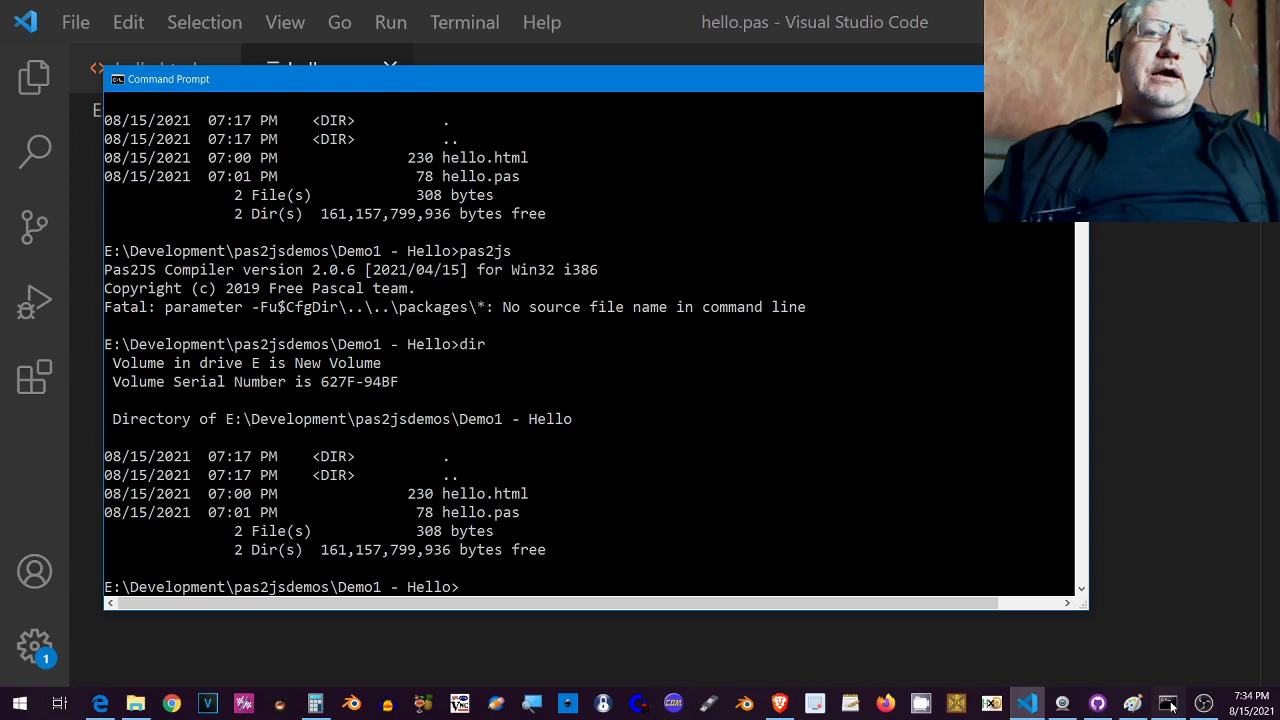 File Edit Selection View Go Run Terminal Help hello.pas - Visual Studio Code
Command Prompt
08/15/2021 07:17 PM <DIR> .
08/15/2021 07:17 PM <DIR> ..
08/15/2021 07:00 PM 230 hello.html
08/15/2021 07:01 PM 78 hello.pas
2 File(s) 308 bytes
2 Dir(s) 161,157,799,936 bytes free
E:\Development\pas2jsdemos\Demo1 - Hello>pas2js
Pas2JS Compiler version 2.0.6 [2021/04/15] for Win32 i386
Copyright (c) 2019 Free Pascal team.
Fatal: parameter -Fu$CfgDir\..\..\packages\*: No source file name in command line
E:\Development\pas2jsdemos\Demo1 - Hello>dir
Volume in drive E is New Volume
Volume Serial Number is 627F-94BF
Directory of E:\Development\pas2jsdemos\Demo1 - Hello
08/15/2021 07:17 PM <DIR> .
08/15/2021 07:17 PM <DIR> ..
08/15/2021 07:00 PM 230 hello.html
08/15/2021 07:01 PM 78 hello.pas
2 File(s) 308 bytes
2 Dir(s) 161,157,799,936 bytes free
E:\Development\pas2jsdemos\Demo1 - Hello>
1
7:34 PM
8/15/2021